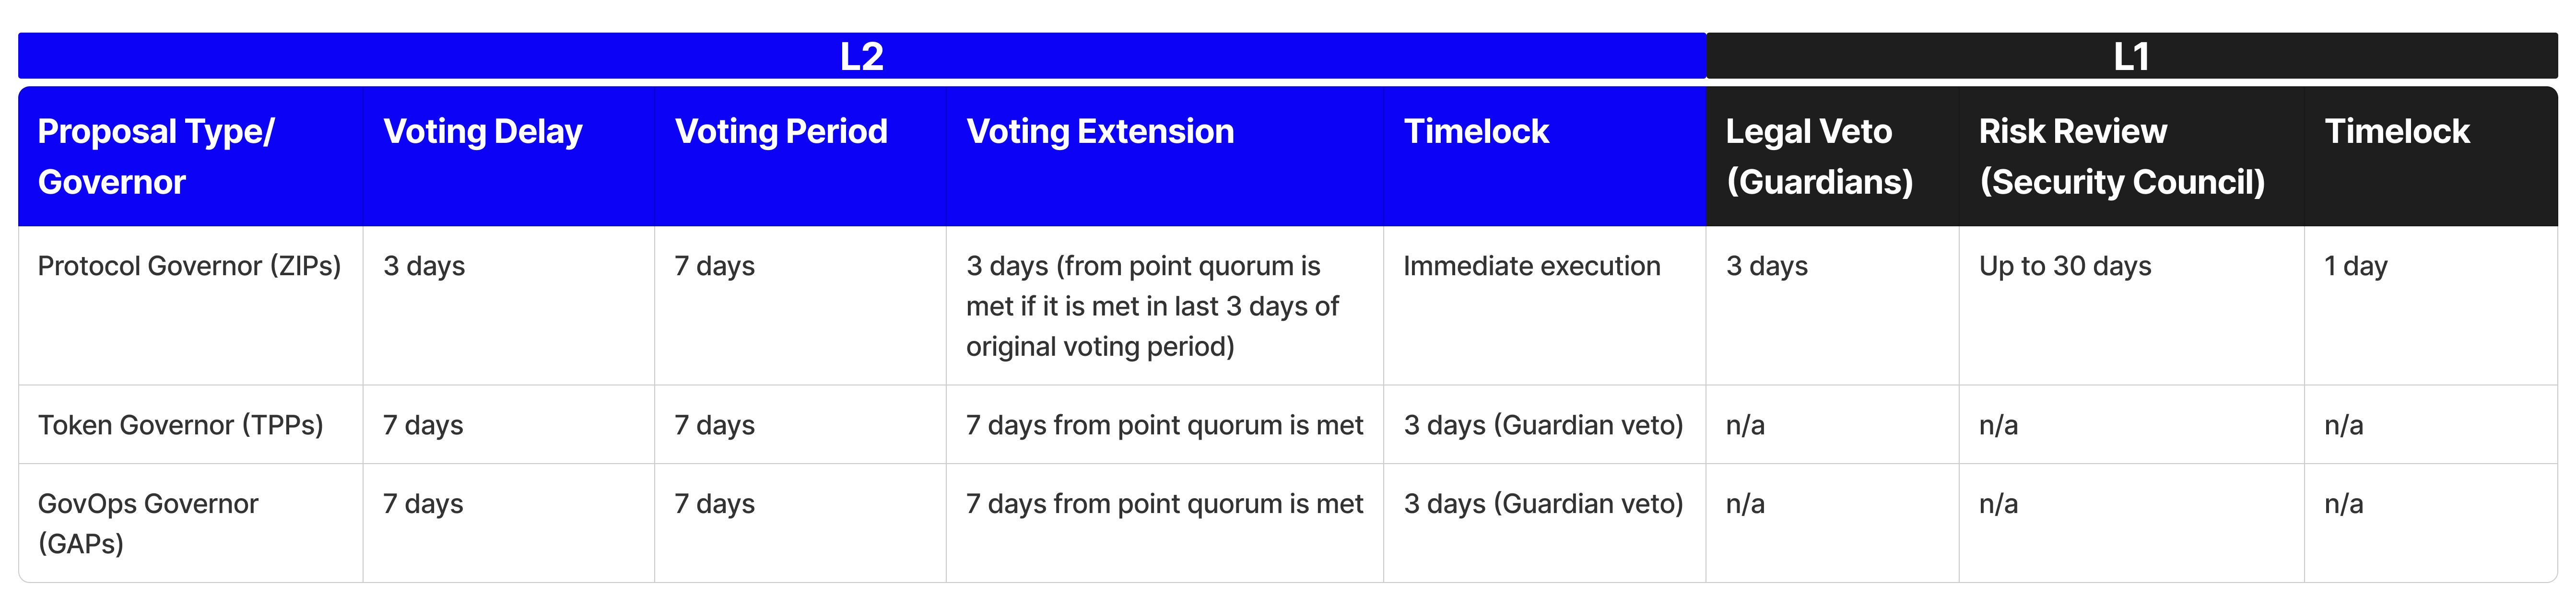 L2
L1
Proposal Type/
Governor
Voting Delay
Voting Period
Voting Extension
Timelock
Legal Veto
(Guardians)
Risk Review
(Security Council)
Timelock
Protocol Governor (ZIPs)
3 days
7 days
3 days (from point quorum is
met if it is met in last 3 days of
original voting period)
Immediate execution
3 days
Up to 30 days
1 day
Token Governor (TPPs)
7 days
7 days
7 days from point quorum is met
3 days (Guardian veto)
n/a
n/a
n/a
GovOps Governor
(GAPs)
7 days
7 days
7 days from point quorum is met
3 days (Guardian veto)
n/a
n/a
n/a